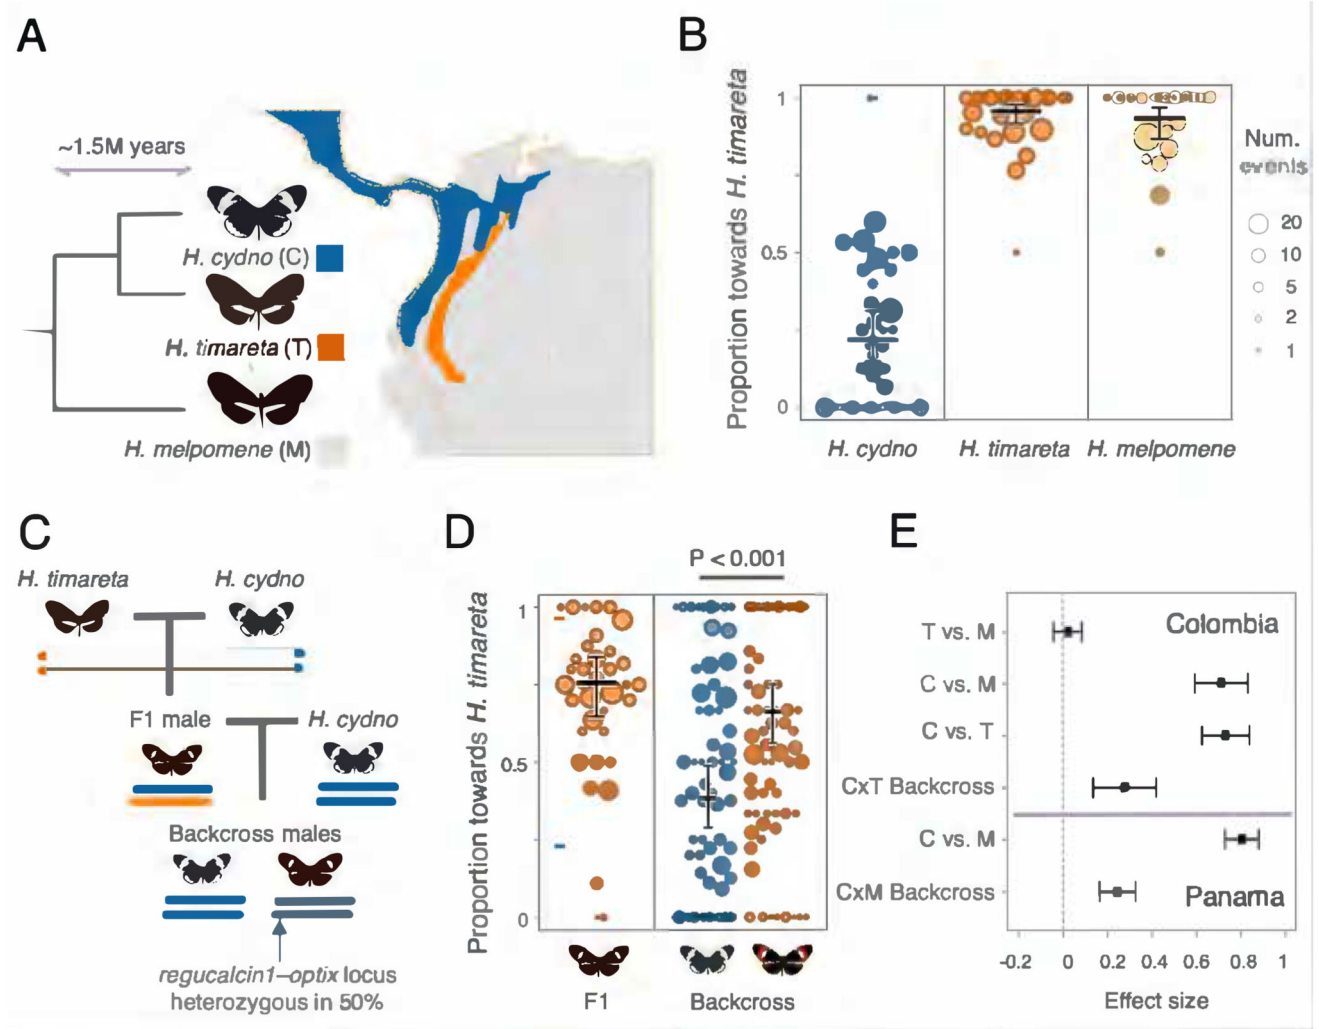 A
~1.5M years
H. cydno (C)
H. timareta (T)
H. melpomene (M)
B
Proportion towards H. timareta
1
0.5
0
H. cydno
H. timareta
H. melpomene
Num.
events
20
10
5
2
1
C
H. timareta
H. cydno
F1 male
H. cydno
Backcross males
regucalcin1–optix locus
heterozygous in 50%
D
P < 0.001
Proportion towards H. timareta
1
0.5
0
F1
Backcross
E
Colombia
T vs. M
C vs. M
C vs. T
CxT Backcross
C vs. M
CxM Backcross
Panama
-0.2
0
0.2
0.4
0.6
0.8
1
Effect size